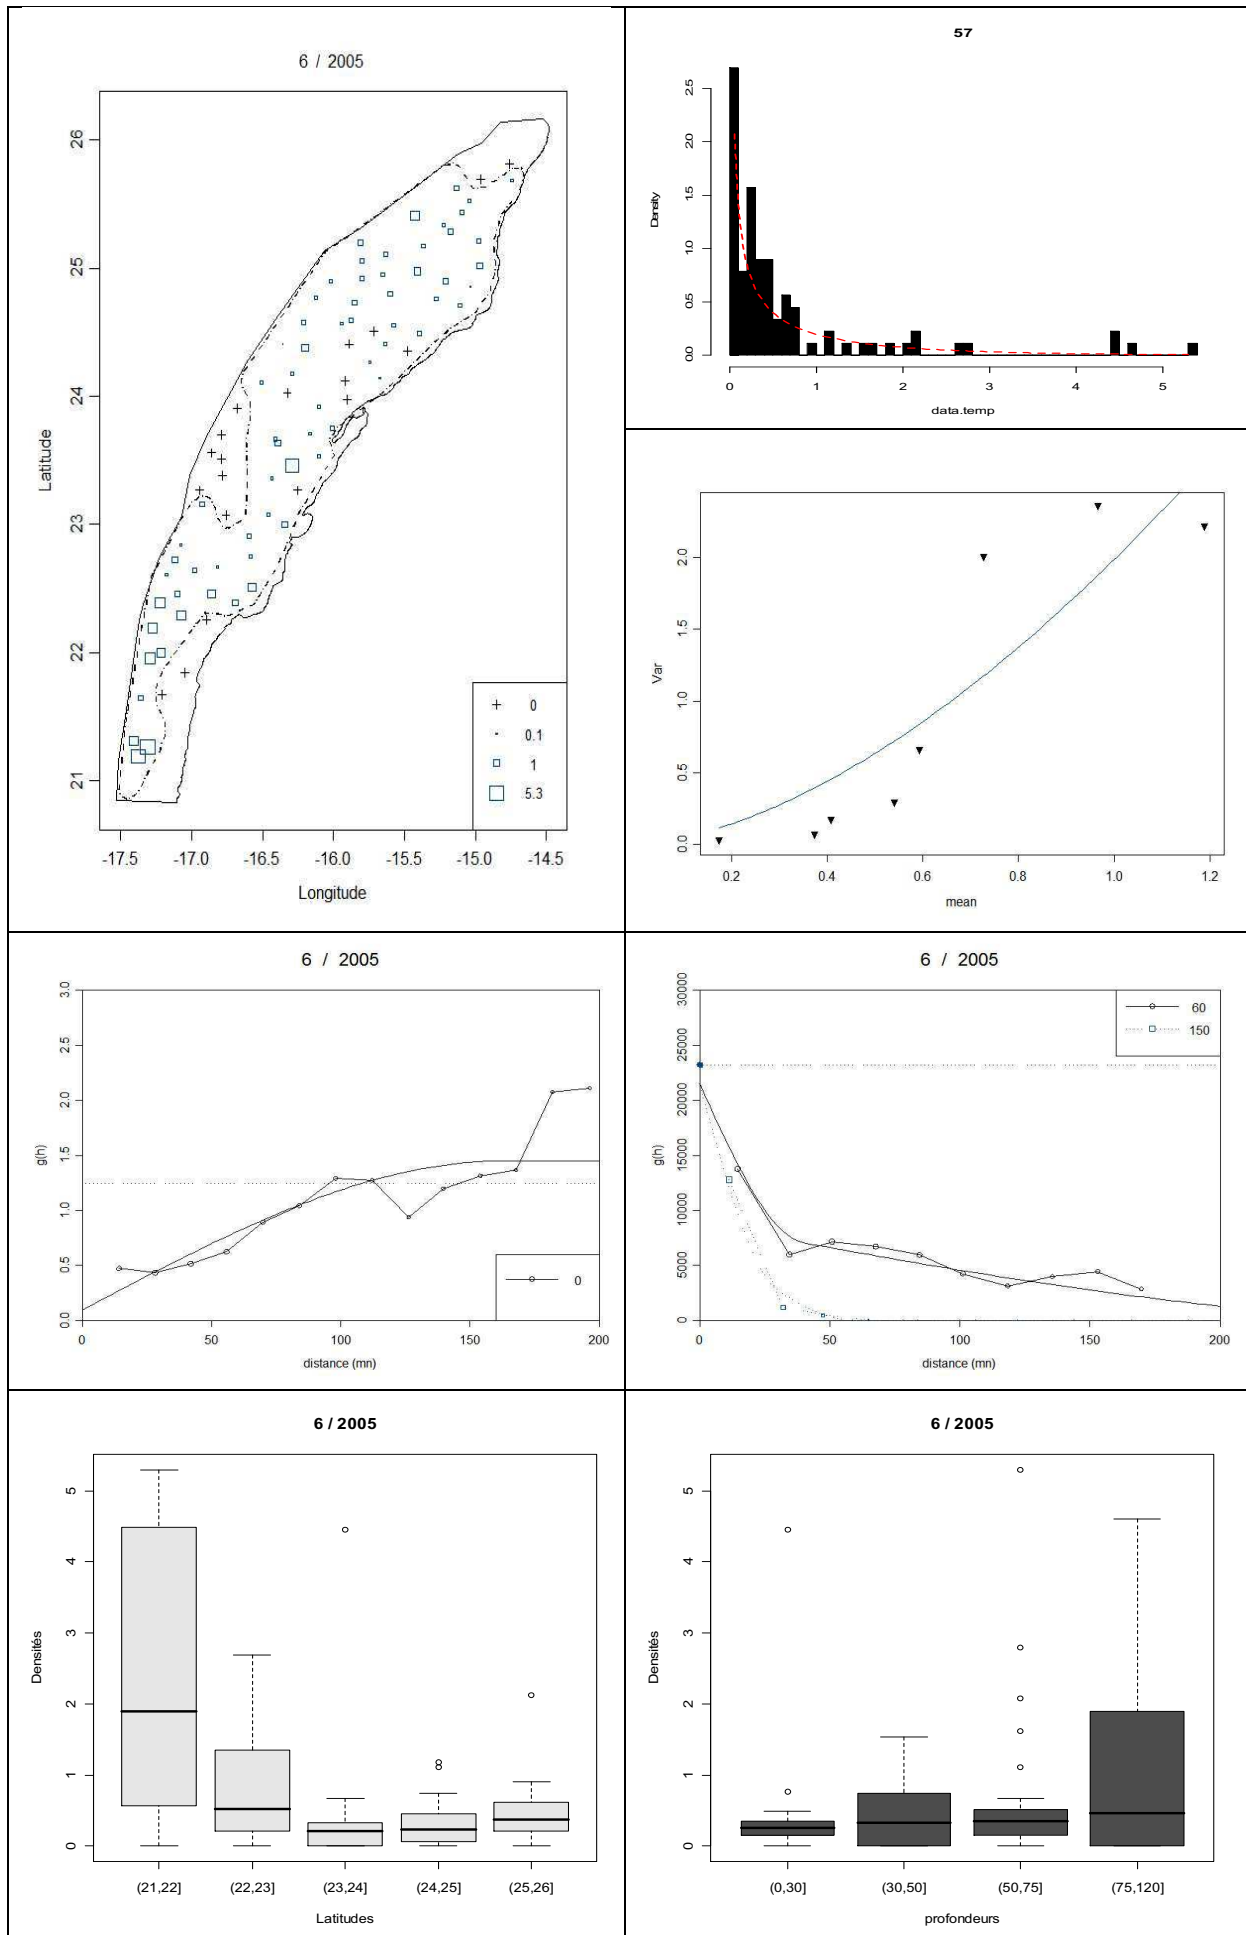 6 / 2005
26
25
24
23
22
21
Latitude
-17.5 -17.0 -16.5 -16.0 -15.5 -15.0 -14.5
Longitude
0
0.1
1
5.3
57
2.5
2.0
1.5
1.0
0.5
0.0
Density
0 1 2 3 4 5
data.temp
2.0
1.5
1.0
0.5
0.0
Var
0.2 0.4 0.6 0.8 1.0 1.2
mean
6 / 2005
3.0
2.5
2.0
1.5
1.0
0.5
0.0
g(h)
0
0 50 100 150 200
distance (mn)
6 / 2005
30000
25000
20000
15000
10000
5000
0
g(h)
60
150
0 50 100 150 200
distance (mn)
6 / 2005
5
4
3
2
1
0
Densités
(21,22] (22,23] (23,24] (24,25] (25,26]
Latitudes
6 / 2005
5
4
3
2
1
0
Densités
(0,30] (30,50] (50,75] (75,120]
profondeurs